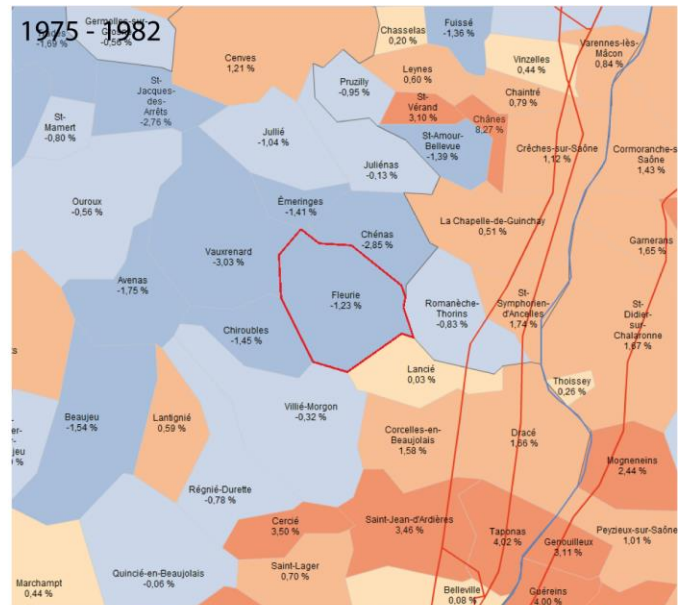 1975 - 1982
Germolles-sur-
-0,56 %
-1,69 %
Cenves
1,21 %
Chasselas
0,20 %
Fuissé
-1,36 %
Varennes-lès-
Mâcon
0,84 %
Vinzelles
0,44 %
Leynes
0,60 %
Pruzilly
-0,95 %
St-
Jacques-
des-
Arrêts
-2,76 %
Chaintré
0,79 %
St-
Vérand
3,10 %
Chânes
8,27 %
St-
Mamert
-0,80 %
Jullié
-1,04 %
St-Amour-
Bellevue
-1,39 %
Crêches-sur-Saône
1,12 %
Cormoranche-s
Saône
1,43 %
Juliénas
-0,13 %
Ouroux
-0,56 %
Émeringes
-1,41 %
La Chapelle-de-Guinchay
0,51 %
Chénas
-2,85 %
Garnerans
1,65 %
Vauxrenard
-3,03 %
Avenas
-1,75 %
Fleurie
-1,23 %
Romanèche-
Thorins
-0,83 %
St-
Symphorien-
d'Ancelles
1,74 %
St-
Didier-
sur-
Chalaronne
1,67 %
Chiroubles
-1,45 %
Lancié
0,03 %
Thoissey
0,26 %
Beaujeu
-1,54 %
Lantignié
0,59 %
Villié-Morgon
-0,32 %
Corcelles-en-
Beaujolais
1,58 %
Dracé
1,66 %
Mogneneins
2,44 %
Régnié-Durette
-0,78 %
Cercié
3,50 %
Saint-Jean-d'Ardières
3,46 %
Taponas
4,02 %
Genouilleux
3,11 %
Peyzieux-sur-Saône
1,01 %
Marchampt
0,44 %
Quincié-en-Beaujolais
-0,06 %
Saint-Lager
0,70 %
Belleville
0,08 %
Guéreins
4,00 %